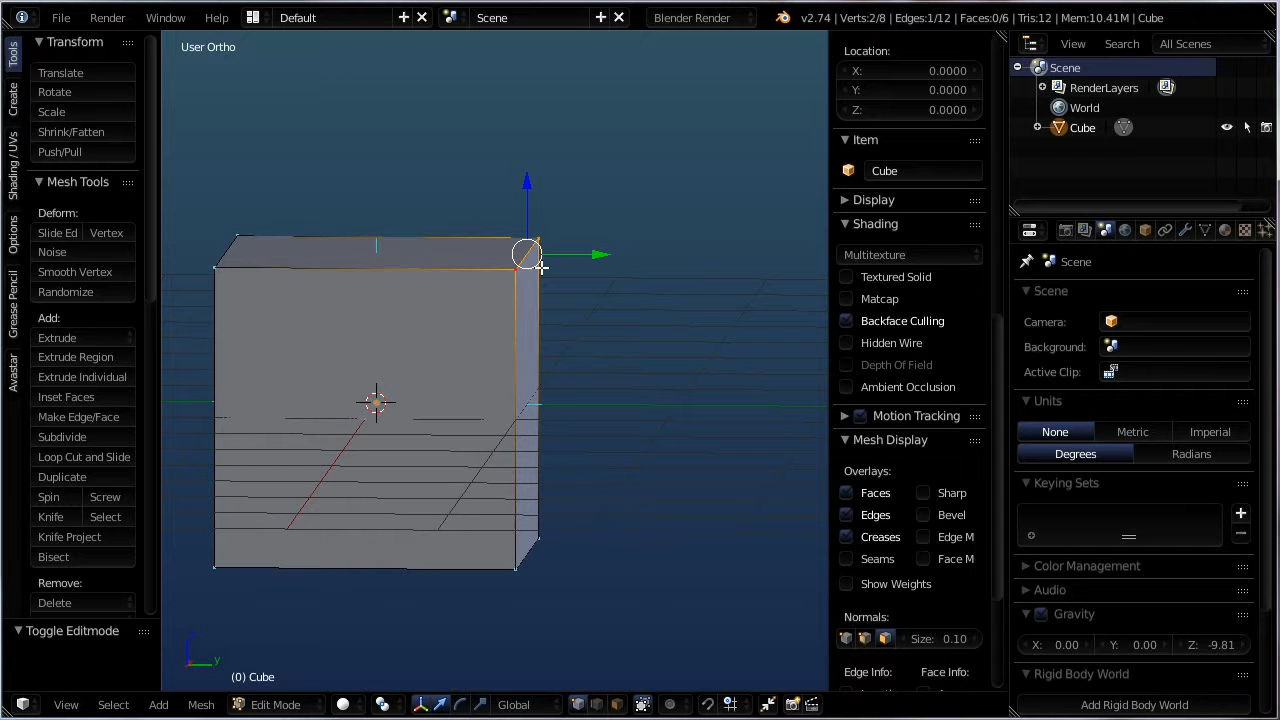 File Render Window Help Default Scene Blender Render v2.74 | Verts:2/8 | Edges:1/12 | Faces:0/6 | Tris:12 | Mem:10.41M | Cube
Tools
Create
Shading / UVs
Options
Grease Pencil
Avastar
Transform
Translate
Rotate
Scale
Shrink/Fatten
Push/Pull
Mesh Tools
Deform:
Slide Ed Vertex
Noise
Smooth Vertex
Randomize
Add:
Extrude
Extrude Region
Extrude Individual
Inset Faces
Make Edge/Face
Subdivide
Loop Cut and Slide
Duplicate
Spin Screw
Knife Select
Knife Project
Bisect
Remove:
Delete
Toggle Editmode
User Ortho
y
(0) Cube
View Select Add Mesh Edit Mode Global
Location:
X: 0.0000
Y: 0.0000
Z: 0.0000
Item
Cube
Display
Shading
Multitexture
Textured Solid
Matcap
Backface Culling
Hidden Wire
Depth Of Field
Ambient Occlusion
Motion Tracking
Mesh Display
Overlays:
Faces Sharp
Edges Bevel
Creases Edge M
Seams Face M
Show Weights
Normals:
Size: 0.10
Edge Info: Face Info:
View Search All Scenes
Scene
RenderLayers
World
Cube
Scene
Scene
Camera:
Background:
Active Clip:
Units
None Metric Imperial
Degrees Radians
Keying Sets
Color Management
Audio
Gravity
X: 0.00 Y: 0.00 Z: -9.81
Rigid Body World
Add Rigid Body World